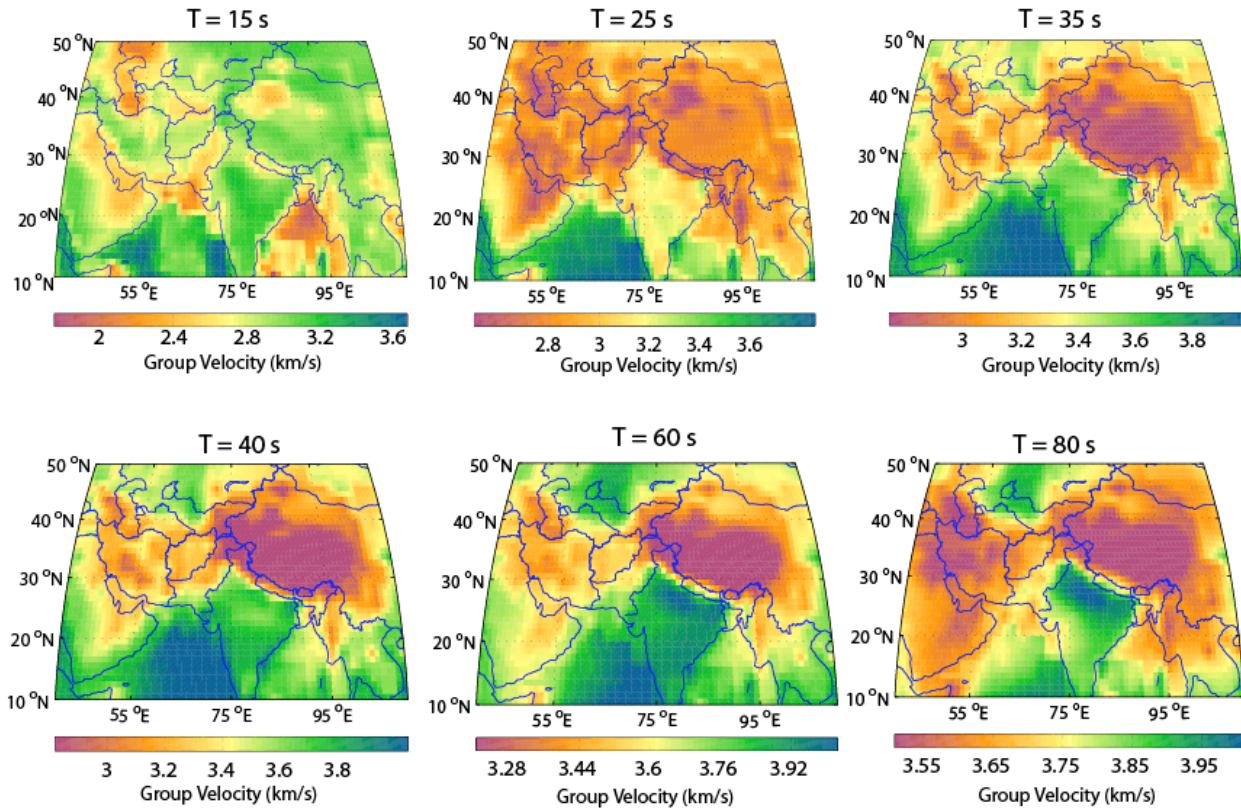 T = 15 s
50 °N
40 °N
30 °N
20 °N
10 °N
55 °E 75 °E 95 °E
2 2.4 2.8 3.2 3.6
Group Velocity (km/s)
T = 25 s
50 °N
40 °N
30 °N
20 °N
10 °N
55 °E 75 °E 95 °E
2.8 3 3.2 3.4 3.6
Group Velocity (km/s)
T = 35 s
50 °N
40 °N
30 °N
20 °N
10 °N
55 °E 75 °E 95 °E
3 3.2 3.4 3.6 3.8
Group Velocity (km/s)
T = 40 s
50 °N
40 °N
30 °N
20 °N
10 °N
55 °E 75 °E 95 °E
3 3.2 3.4 3.6 3.8
Group Velocity (km/s)
T = 60 s
50 °N
40 °N
30 °N
20 °N
10 °N
55 °E 75 °E 95 °E
3.28 3.44 3.6 3.76 3.92
Group Velocity (km/s)
T = 80 s
50 °N
40 °N
30 °N
20 °N
10 °N
55 °E 75 °E 95 °E
3.55 3.65 3.75 3.85 3.95
Group Velocity (km/s)